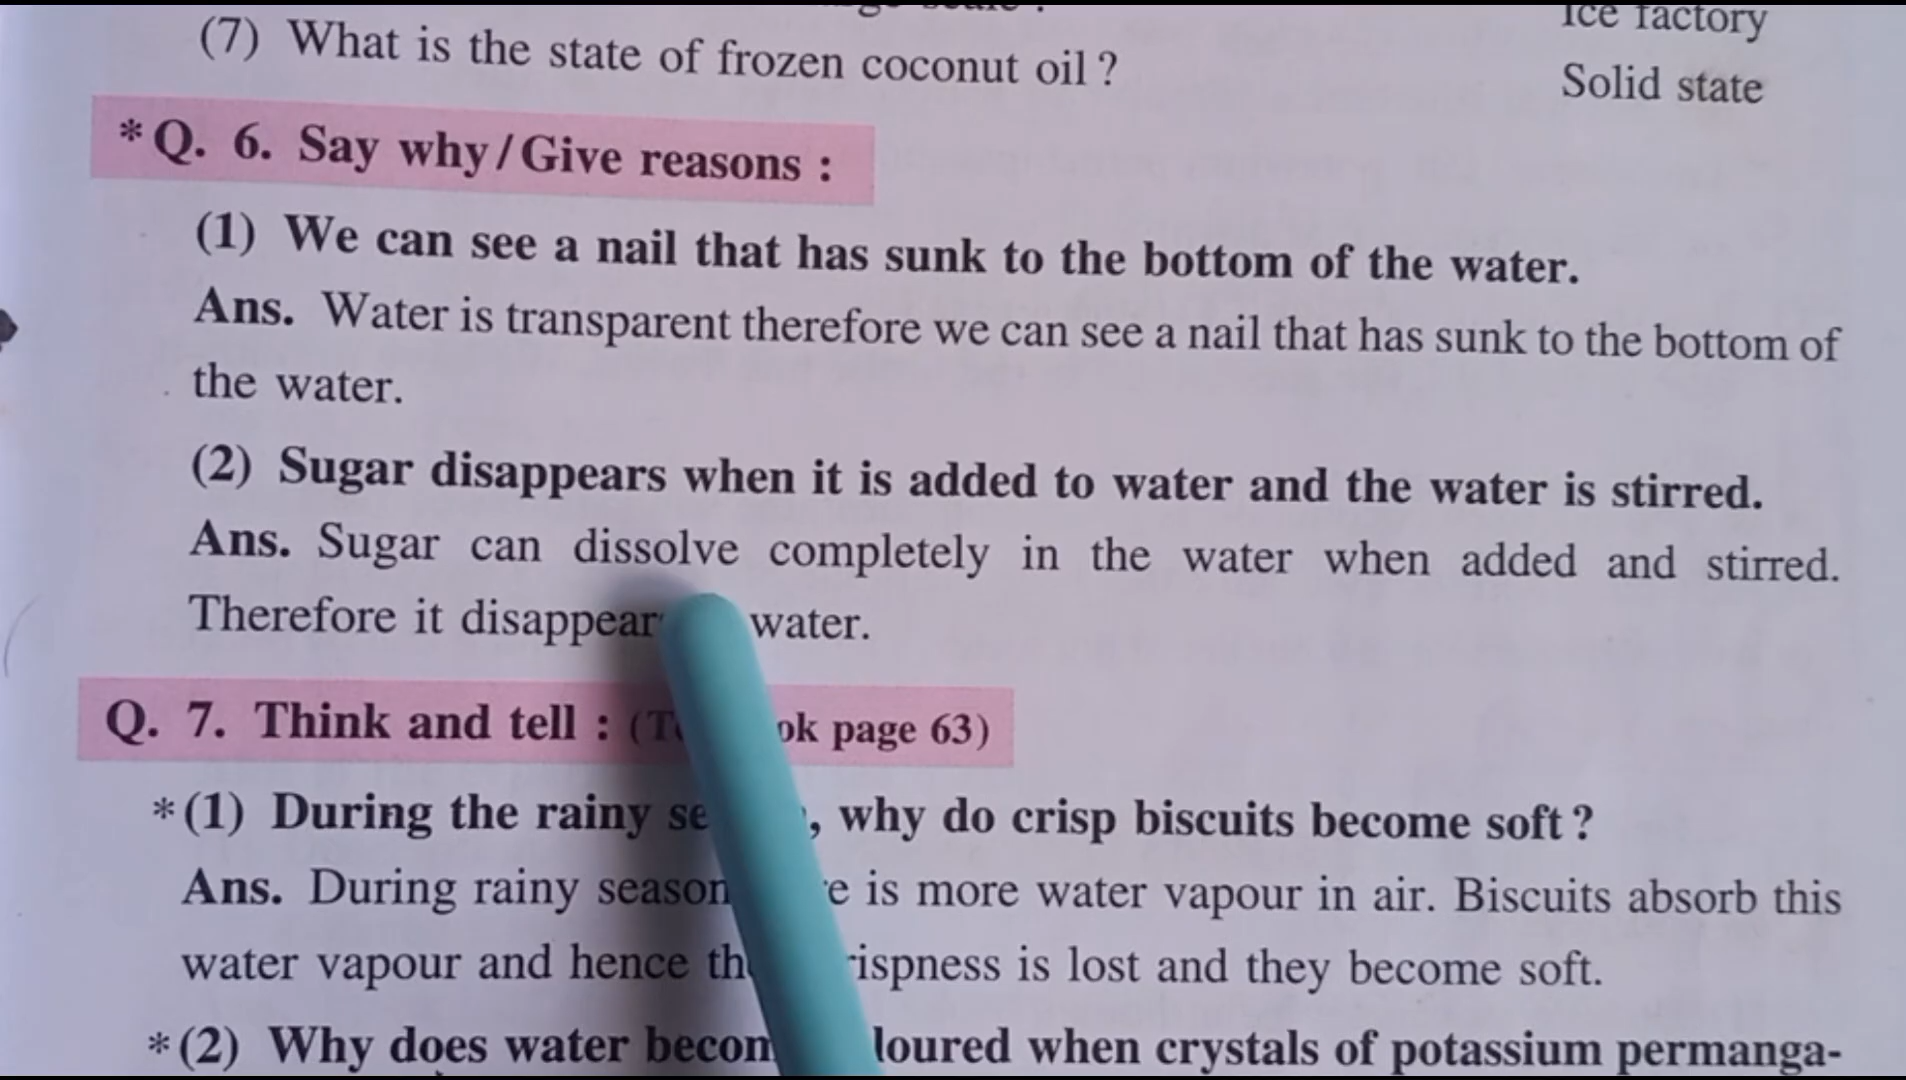 (7) What is the state of frozen coconut oil ?
Ice factory
Solid state
*Q. 6. Say why/Give reasons :
(1) We can see a nail that has sunk to the bottom of the water.
Ans. Water is transparent therefore we can see a nail that has sunk to the bottom of
the water.
(2) Sugar disappears when it is added to water and the water is stirred.
Ans. Sugar can dissolve completely in the water when added and stirred.
Therefore it water.
Q. 7. Think and tell : page 63)
*(1) During the rainy , why do crisp biscuits become soft ?
Ans. During rainy season is more water vapour in air. Biscuits absorb this
water vapour and hence is lost and they become soft.
*(2) Why does water when crystals of potassium permanga-